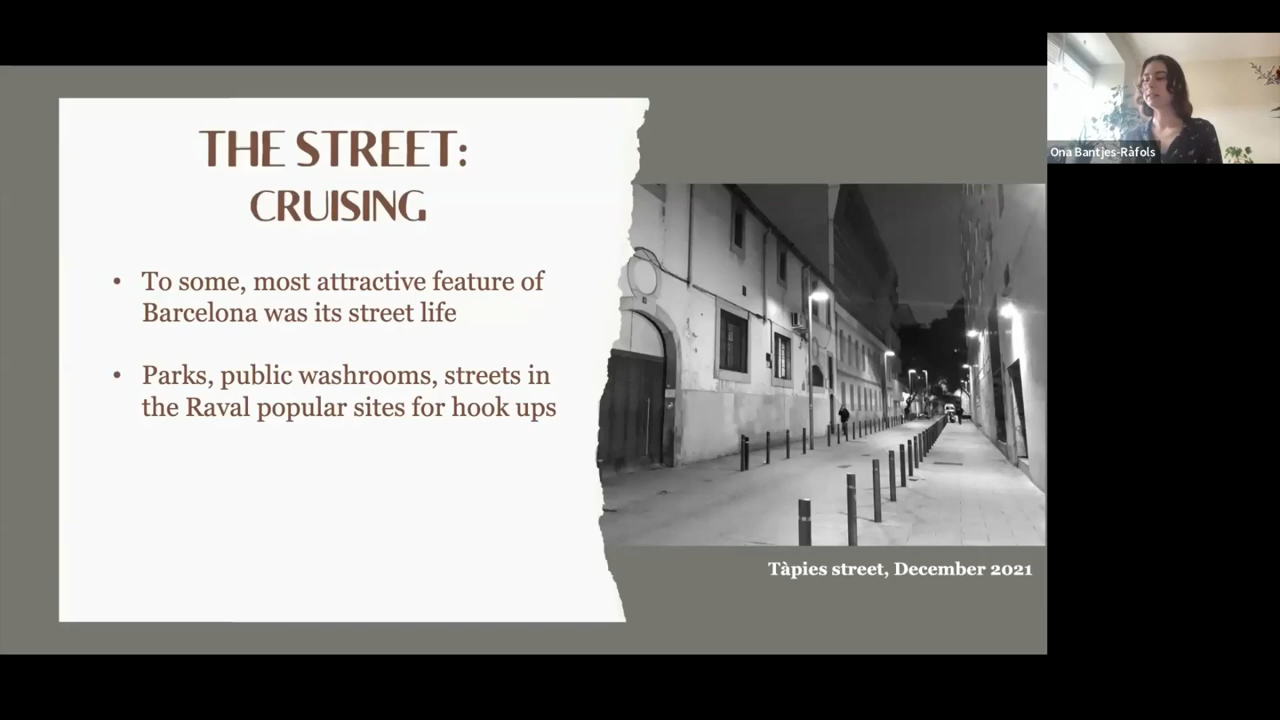 THE STREET:
CRUISING
• To some, most attractive feature of
Barcelona was its street life
• Parks, public washrooms, streets in
the Raval popular sites for hook ups
Tàpies street, December 2021
Ona Bantjes-Ràfols